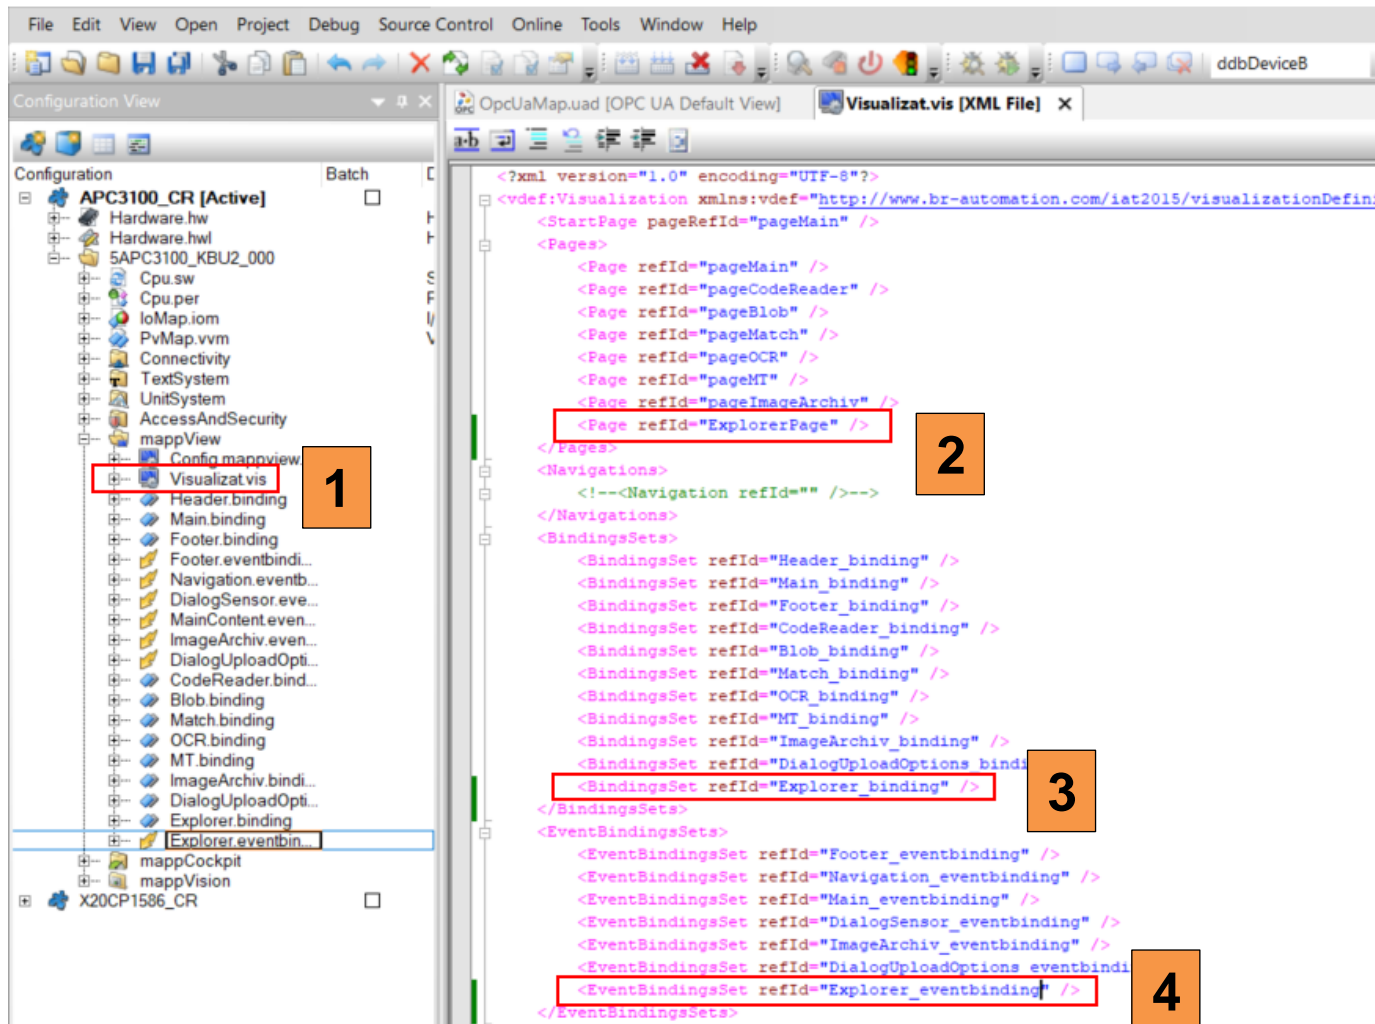 File Edit View Open Project Debug Source Control Online Tools Window Help
ddbDeviceB
Configuration View
OpcUaMap.uad [OPC UA Default View]
Visualizat.vis [XML File]
Configuration
Batch
APC3100_CR [Active]
Hardware.hw
Hardware.hwl
5APC3100_KBU2_000
Cpu.sw
Cpu.per
IoMap.iom
PvMap.vvm
Connectivity
TextSystem
UnitSystem
AccessAndSecurity
mappView
Config.mappview.
Visualizat.vis
Header.binding
Main.binding
Footer.binding
Footer.eventbindi...
Navigation.eventb...
DialogSensor.eve...
MainContent.even...
ImageArchiv.even...
DialogUploadOpti...
CodeReader.bind...
Blob.binding
Match.binding
OCR.binding
MT.binding
ImageArchiv.bindi...
DialogUploadOpti...
Explorer.binding
Explorer.eventbin...
mappCockpit
mappVision
X20CP1586_CR
1
<?xml version="1.0" encoding="UTF-8"?>
<vdef:Visualization xmlns:vdef="http://www.br-automation.com/iat2015/visualizationDefini
<StartPage pageRefId="pageMain" />
<Pages>
<Page refId="pageMain" />
<Page refId="pageCodeReader" />
<Page refId="pageBlob" />
<Page refId="pageMatch" />
<Page refId="pageOCR" />
<Page refId="pageMT" />
<Page refId="pageImageArchiv" />
<Page refId="ExplorerPage" />
</Pages>
2
<Navigations>
<!--<Navigation refId="" />-->
</Navigations>
<BindingsSets>
<BindingsSet refId="Header_binding" />
<BindingsSet refId="Main_binding" />
<BindingsSet refId="Footer_binding" />
<BindingsSet refId="CodeReader_binding" />
<BindingsSet refId="Blob_binding" />
<BindingsSet refId="Match_binding" />
<BindingsSet refId="OCR_binding" />
<BindingsSet refId="MT_binding" />
<BindingsSet refId="ImageArchiv_binding" />
<BindingsSet refId="DialogUploadOptions_bindi
<BindingsSet refId="Explorer_binding" />
3
</BindingsSets>
<EventBindingsSets>
<EventBindingsSet refId="Footer_eventbinding" />
<EventBindingsSet refId="Navigation_eventbinding" />
<EventBindingsSet refId="Main_eventbinding" />
<EventBindingsSet refId="DialogSensor_eventbinding" />
<EventBindingsSet refId="ImageArchiv_eventbinding" />
<EventBindingsSet refId="DialogUploadOptions_eventbindi
<EventBindingsSet refId="Explorer_eventbinding" />
4
</EventBindingsSets>